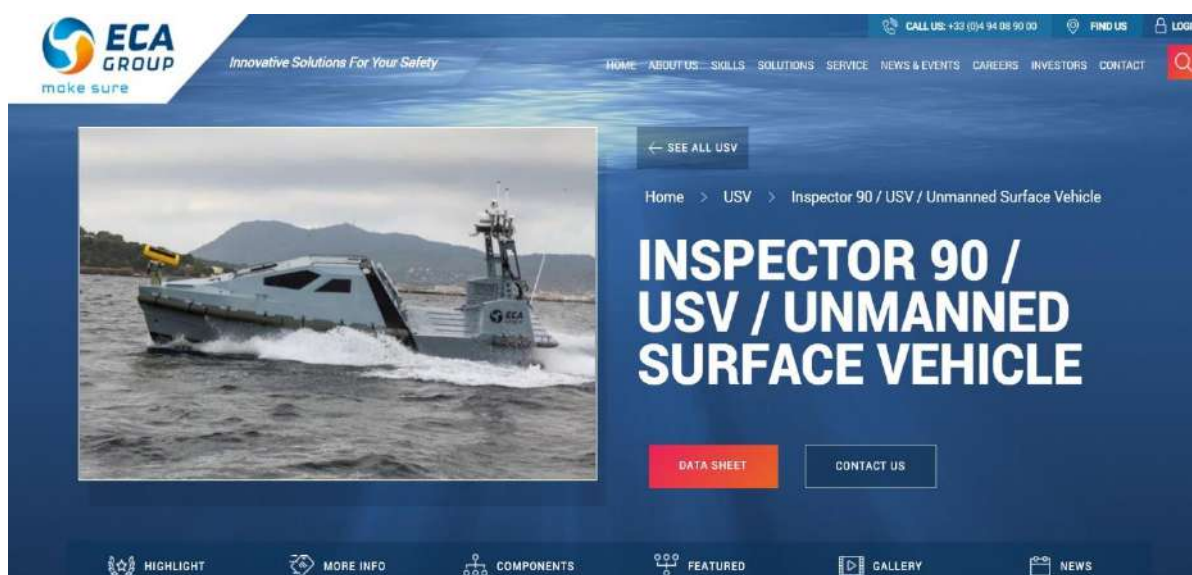 ECA
GROUP
make sure
Innovative Solutions For Your Safety
CALL US: +33 (0)4 94 08 90 00
FIND US
LOGI
HOME ABOUT US SKILLS SOLUTIONS SERVICE NEWS & EVENTS CAREERS INVESTORS CONTACT
← SEE ALL USV
Home > USV > Inspector 90 / USV / Unmanned Surface Vehicle
INSPECTOR 90 /
USV / UNMANNED
SURFACE VEHICLE
ECA
GROUP
DATA SHEET
CONTACT US
HIGHLIGHT
MORE INFO
COMPONENTS
FEATURED
GALLERY
NEWS